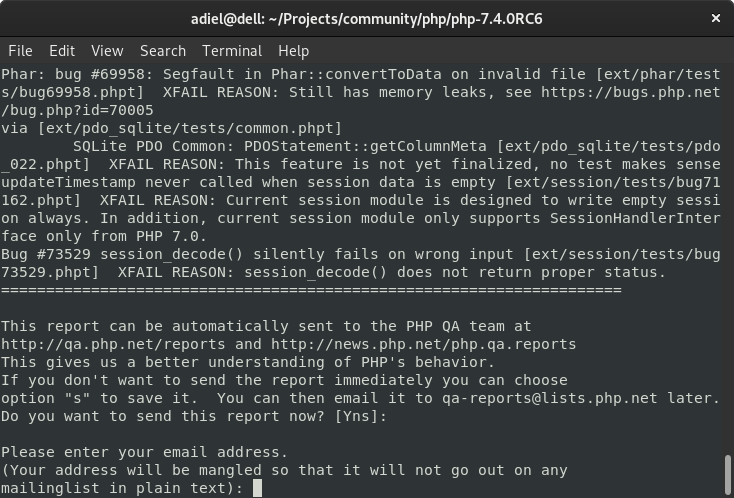 adiel@dell: ~/Projects/community/php/php-7.4.0RC6
File Edit View Search Terminal Help
Phar: bug #69958: Segfault in Phar::convertToData on invalid file [ext/phar/test
s/bug69958.phpt]  XFAIL REASON: Still has memory leaks, see https://bugs.php.net
/bug.php?id=70005
via [ext/pdo_sqlite/tests/common.phpt]
        SQLite PDO Common: PDOStatement::getColumnMeta [ext/pdo_sqlite/tests/pdo
_022.phpt]  XFAIL REASON: This feature is not yet finalized, no test makes sense
updateTimestamp never called when session data is empty [ext/session/tests/bug71
162.phpt]  XFAIL REASON: Current session module is designed to write empty sessi
on always. In addition, current session module only supports SessionHandlerInter
face only from PHP 7.0.
Bug #73529 session_decode() silently fails on wrong input [ext/session/tests/bug
73529.phpt]  XFAIL REASON: session_decode() does not return proper status.
=====================================================================
This report can be automatically sent to the PHP QA team at
http://qa.php.net/reports and http://news.php.net/php.qa.reports
This gives us a better understanding of PHP's behavior.
If you don't want to send the report immediately you can choose
option "s" to save it.  You can then email it to qa-reports@lists.php.net later.
Do you want to send this report now? [Yns]:
Please enter your email address.
(Your address will be mangled so that it will not go out on any
mailinglist in plain text):